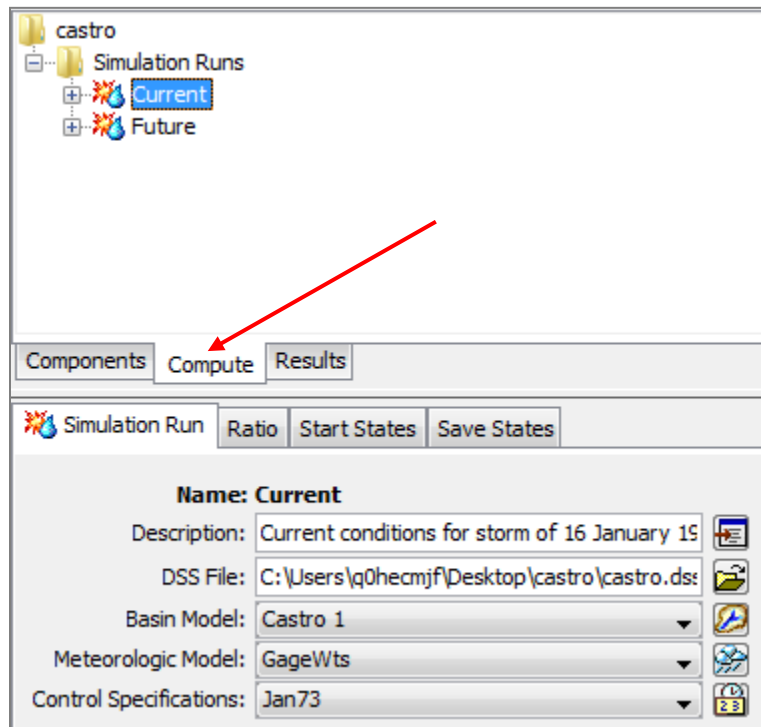 castro
Simulation Runs
Current
Future
Components Compute Results
Simulation Run Ratio Start States Save States
Name: Current
Description: Current conditions for storm of 16 January 19
DSS File: C:\Users\q0hecmjf\Desktop\castro\castro.dss
Basin Model: Castro 1
Meteorologic Model: GageWts
Control Specifications: Jan73